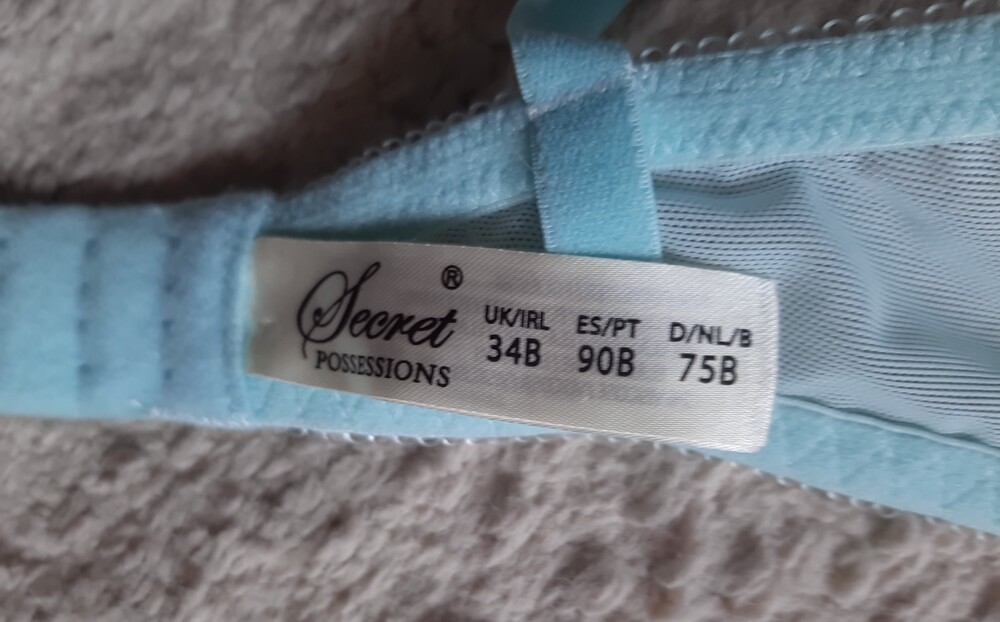 Secret®
POSSESSIONS
UK/IRL ES/PT D/NL/B
34B 90B 75B